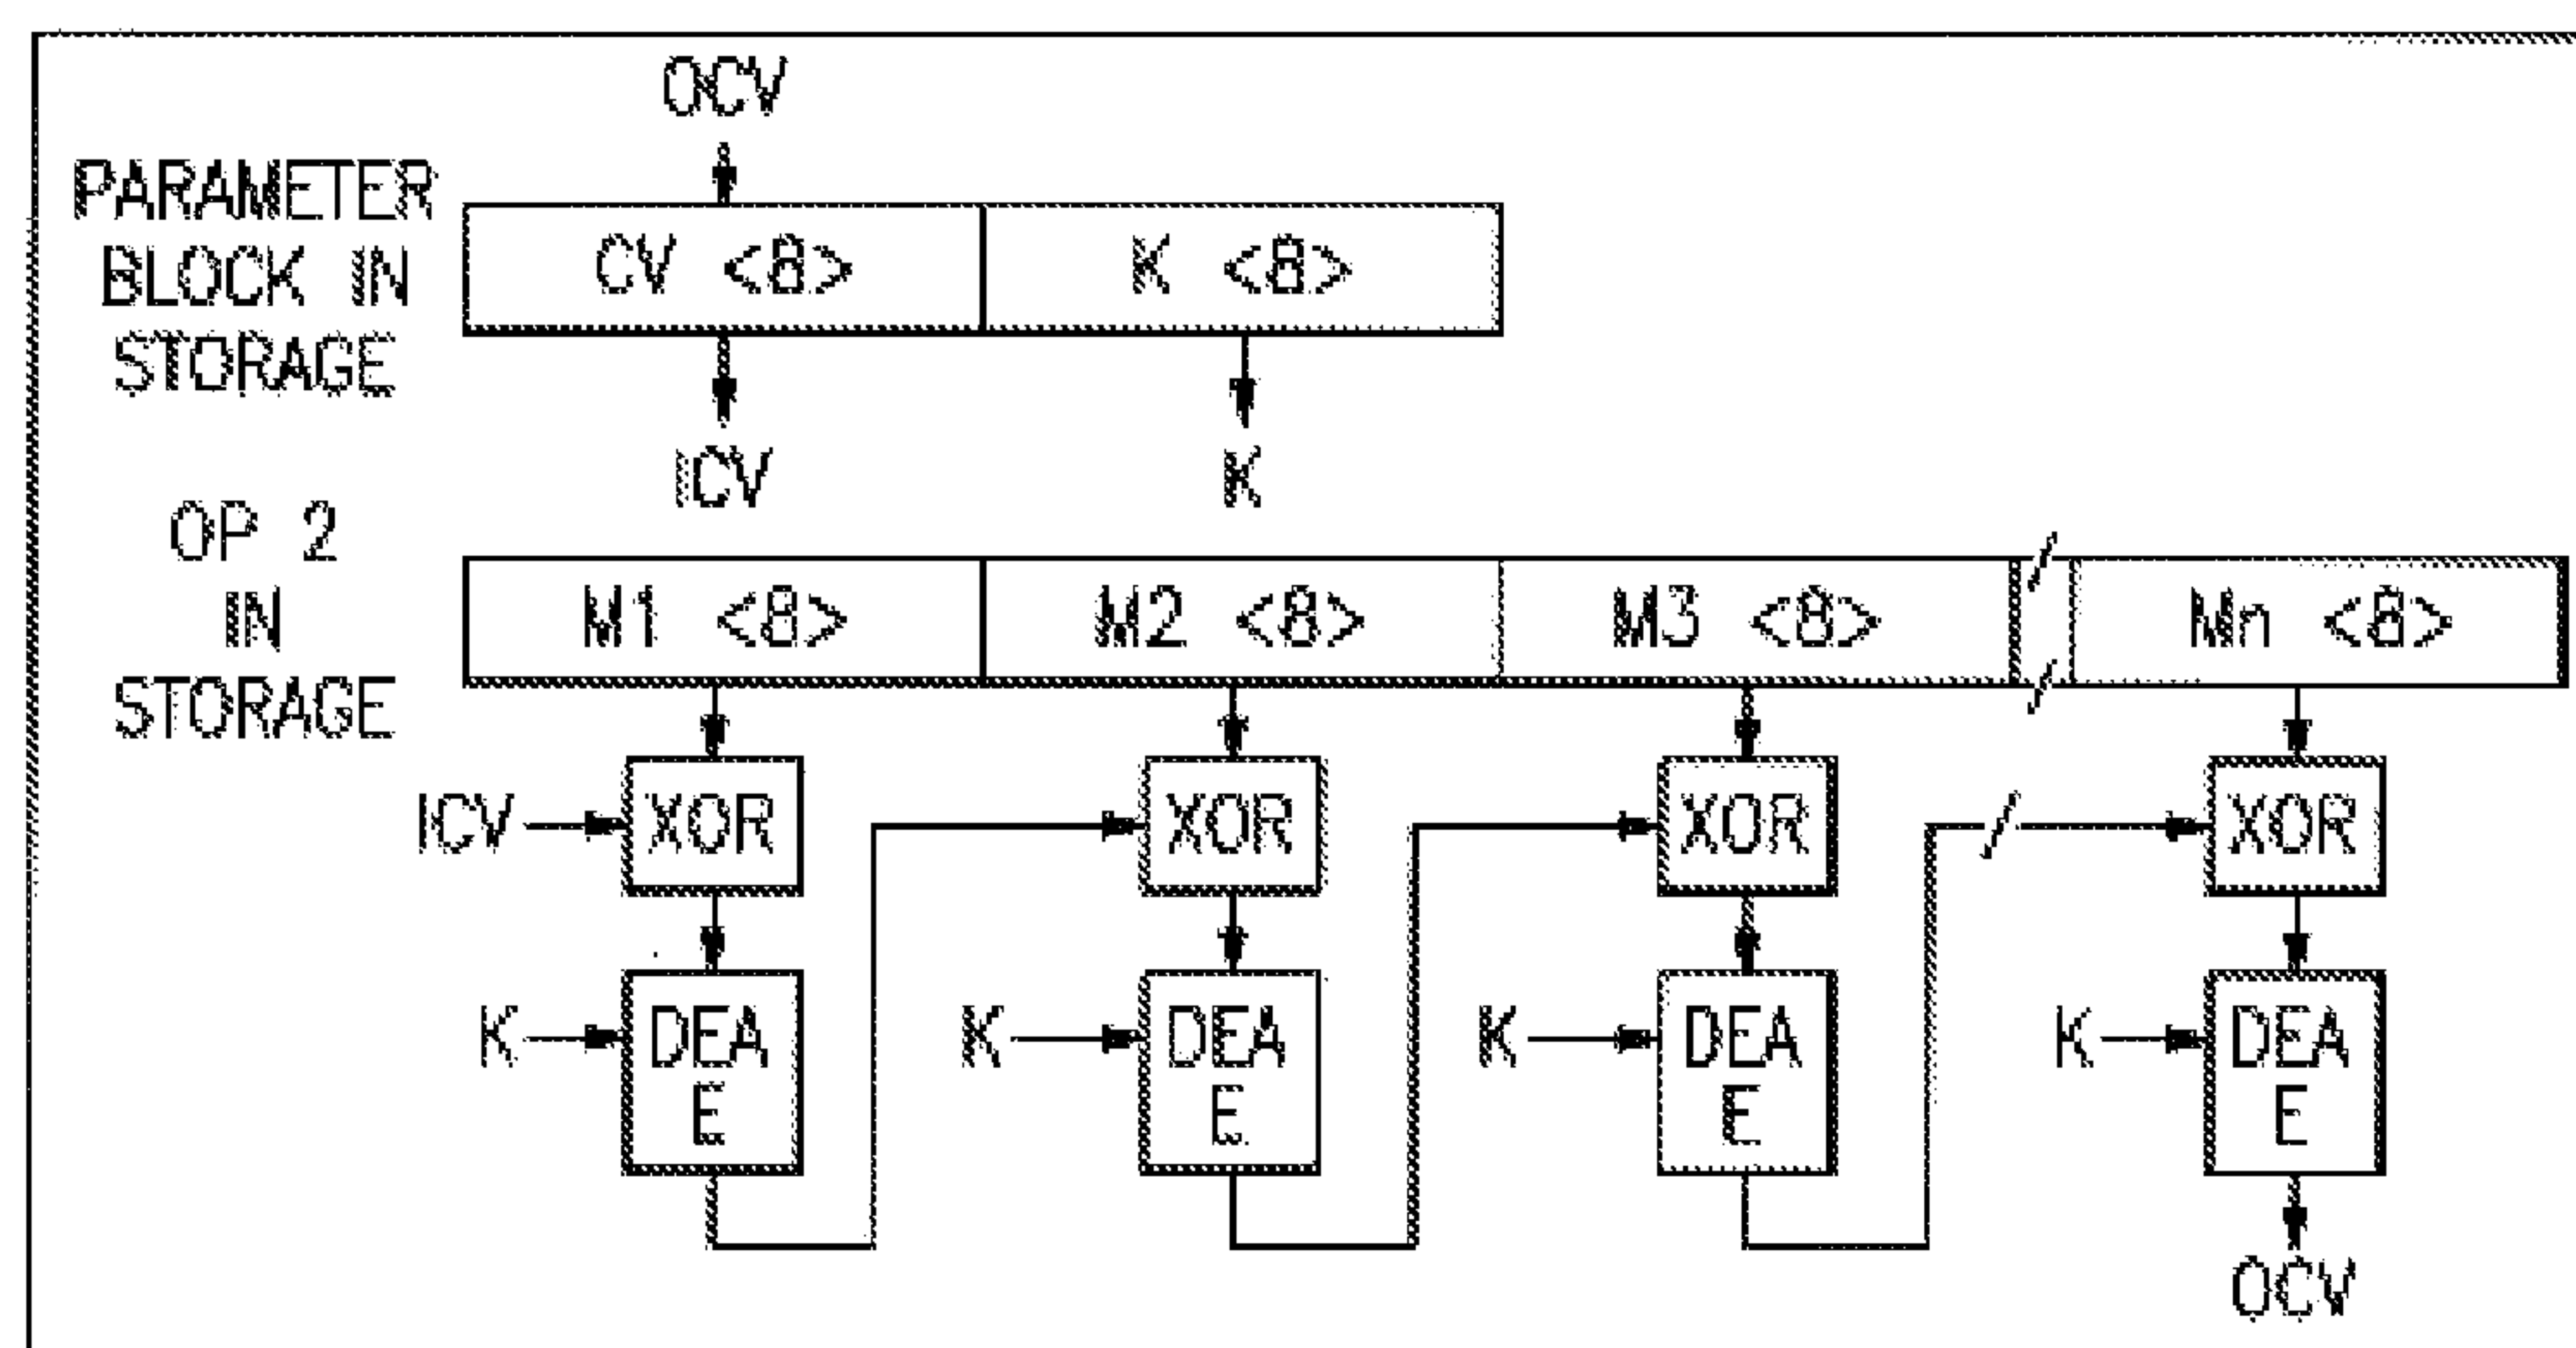 OCV
PARAMETER
BLOCK IN
STORAGE
CV <8> K <8>
ICV K
OP 2
IN
STORAGE
M1 <8> M2 <8> M3 <8> Mn <8>
ICV XOR XOR XOR XOR
K DEA K DEA K DEA K DEA
E E E E
OCV